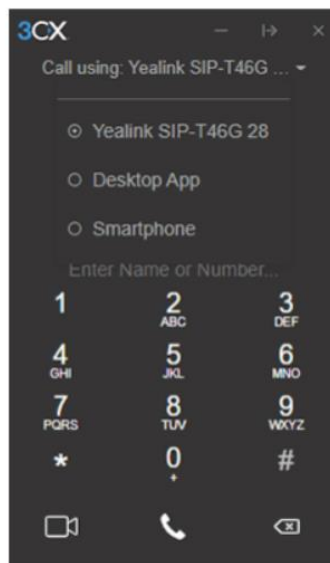 3CX
Call using: Yealink SIP-T46G ...
Yealink SIP-T46G 28
Desktop App
Smartphone
Enter Name or Number...
1 2 3
ABC DEF
4 5 6
GHI JKL MNO
7 8 9
PQRS TUV WXYZ
* 0 #
+